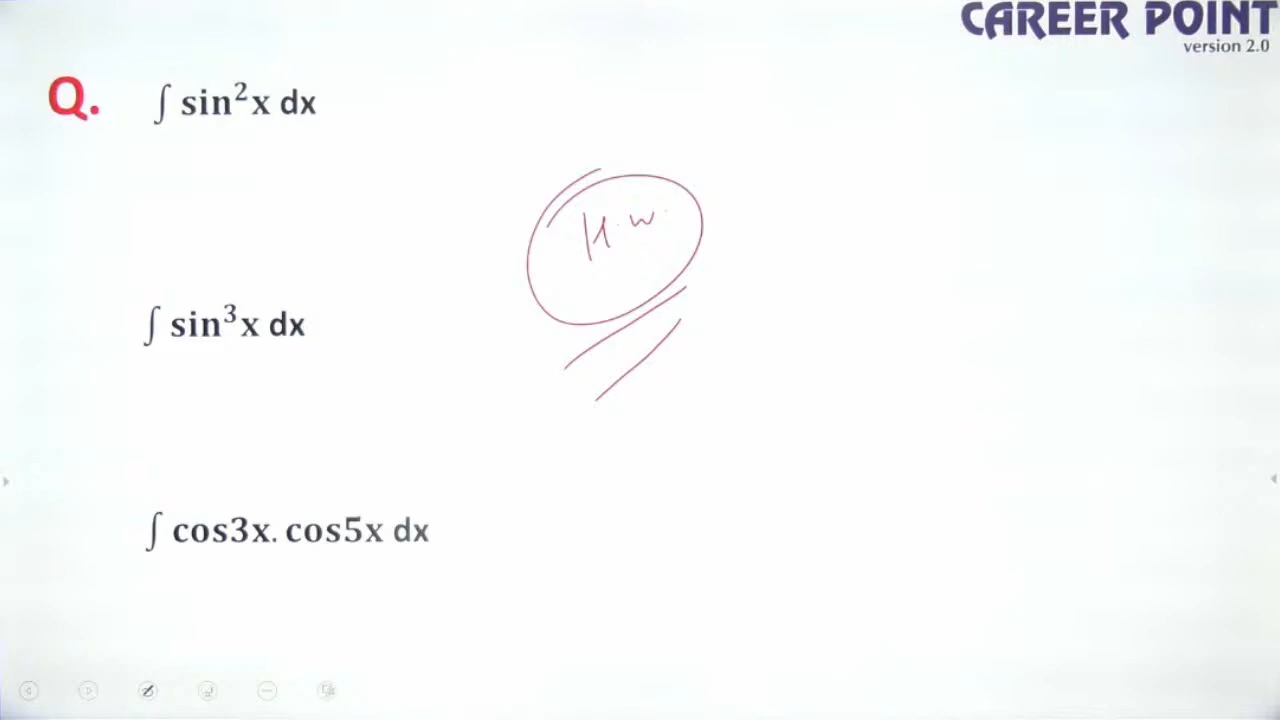 CAREER POINT
version 2.0
Q. ∫ sin²x dx
H.W.
∫ sin³x dx
∫ cos3x. cos5x dx